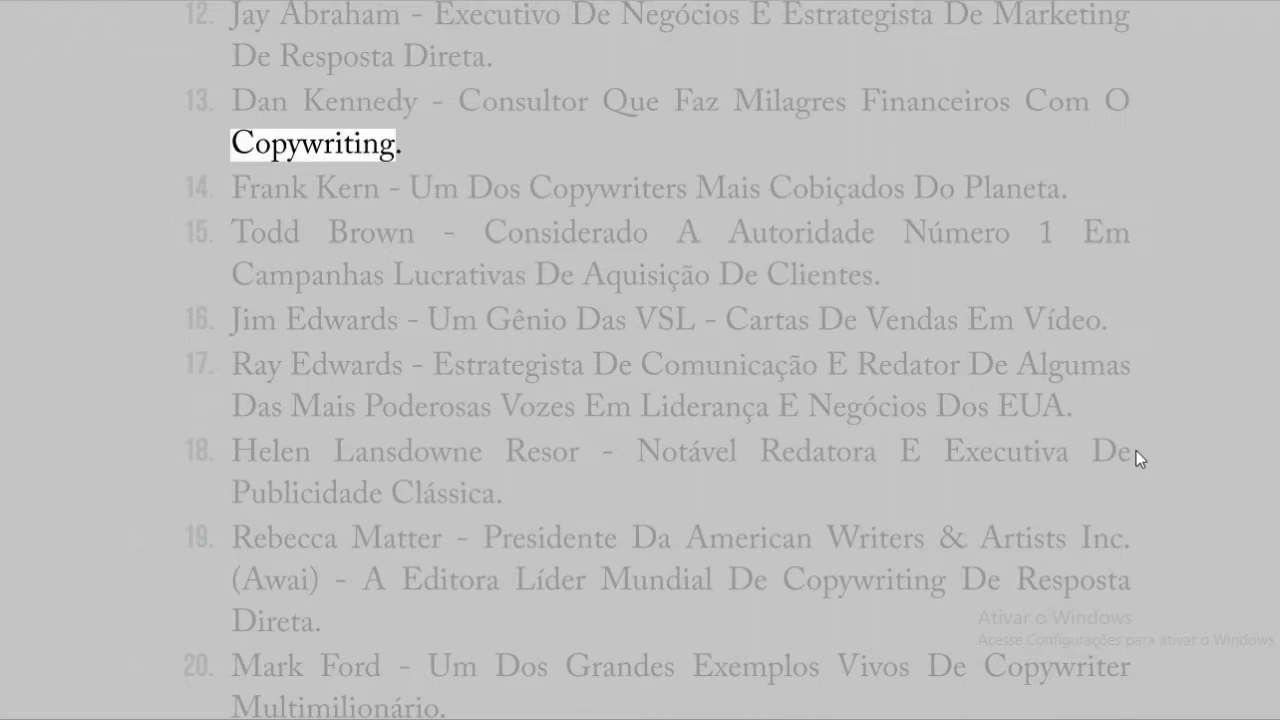 12. Jay Abraham - Executivo De Negócios E Estrategista De Marketing
De Resposta Direta.
13. Dan Kennedy - Consultor Que Faz Milagres Financeiros Com O
Copywriting.
14. Frank Kern - Um Dos Copywriters Mais Cobiçados Do Planeta.
15. Todd Brown - Considerado A Autoridade Número 1 Em
Campanhas Lucrativas De Aquisição De Clientes.
16. Jim Edwards - Um Gênio Das VSL - Cartas De Vendas Em Vídeo.
17. Ray Edwards - Estrategista De Comunicação E Redator De Algumas
Das Mais Poderosas Vozes Em Liderança E Negócios Dos EUA.
18. Helen Lansdowne Resor - Notável Redatora E Executiva De
Publicidade Clássica.
19. Rebecca Matter - Presidente Da American Writers & Artists Inc.
(Awai) - A Editora Líder Mundial De Copywriting De Resposta
Direta.
Ativar o Windows
Acesse Configurações para ativar o Windows.
20. Mark Ford - Um Dos Grandes Exemplos Vivos De Copywriter
Multimilionário.